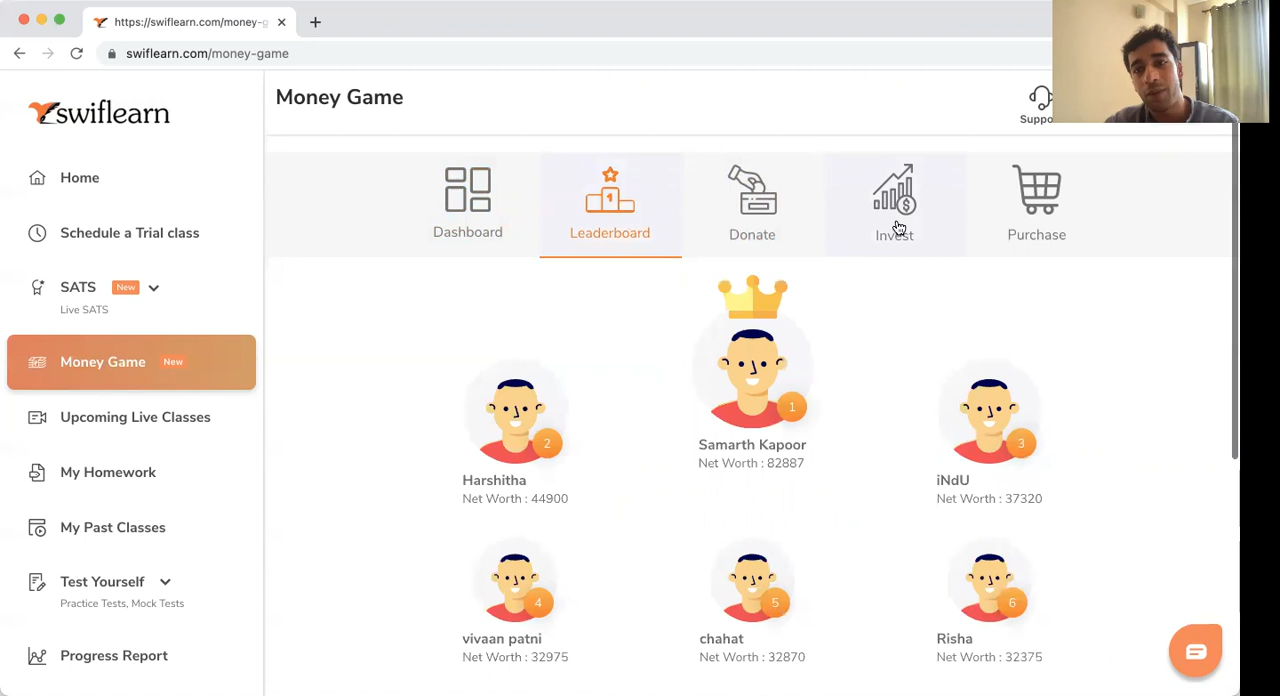 https://swiflearn.com/money-g
swiflearn.com/money-game
swiflearn
Money Game
Home
Schedule a Trial class
SATS New
Live SATS
Money Game New
Upcoming Live Classes
My Homework
My Past Classes
Test Yourself
Practice Tests, Mock Tests
Progress Report
Dashboard
Leaderboard
Donate
Invest
Purchase
1
2
Harshitha
Net Worth : 44900
1
Samarth Kapoor
Net Worth : 82887
3
iNdU
Net Worth : 37320
4
vivaan patni
Net Worth : 32975
5
chahat
Net Worth : 32870
6
Risha
Net Worth : 32375